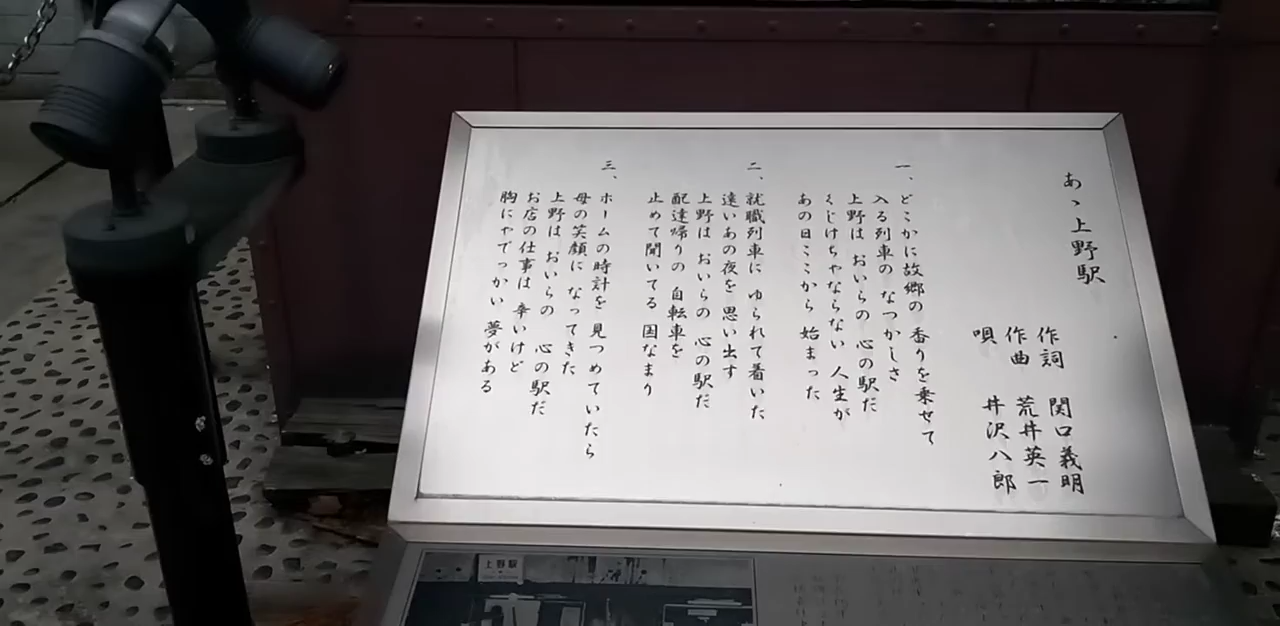 あゝ上野駅
作詞 関口義明
作曲 荒井英一
唄 井沢八郎
一、どこかに故郷の 香りを乗せて
入る列車の なつかしさ
上野は おいらの 心の駅だ
くじけちゃならない 人生が
あの日ここから 始まった
二、就職列車に ゆられて着いた
遠いあの夜を 思い出す
上野は おいらの 心の駅だ
配達帰りの 自転車を
止めて聞いてる 国なまり
三、ホームの時計を 見つめていたら
母の笑顔に なってきた
上野は おいらの 心の駅だ
お店の仕事は 辛いけど
胸にゃでっかい 夢がある
上野駅